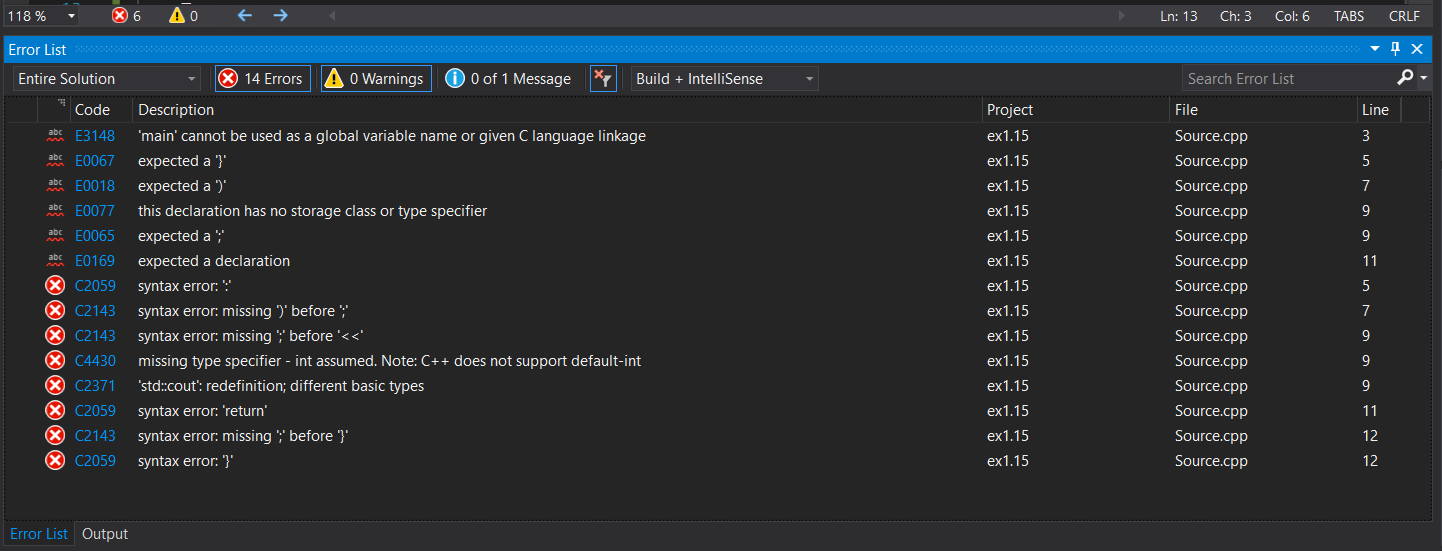 118 % 6 0 Ln: 13 Ch: 3 Col: 6 TABS CRLF
Error List
Entire Solution 14 Errors 0 Warnings 0 of 1 Message Build + IntelliSense Search Error List
Code Description Project File Line
abc E3148 'main' cannot be used as a global variable name or given C language linkage ex1.15 Source.cpp 3
abc E0067 expected a '}' ex1.15 Source.cpp 5
abc E0018 expected a ')' ex1.15 Source.cpp 7
abc E0077 this declaration has no storage class or type specifier ex1.15 Source.cpp 9
abc E0065 expected a ';' ex1.15 Source.cpp 9
abc E0169 expected a declaration ex1.15 Source.cpp 11
C2059 syntax error: ':' ex1.15 Source.cpp 5
C2143 syntax error: missing ')' before ';' ex1.15 Source.cpp 7
C2143 syntax error: missing ';' before '<<' ex1.15 Source.cpp 9
C4430 missing type specifier - int assumed. Note: C++ does not support default-int ex1.15 Source.cpp 9
C2371 'std::cout': redefinition; different basic types ex1.15 Source.cpp 9
C2059 syntax error: 'return' ex1.15 Source.cpp 11
C2143 syntax error: missing ';' before '}' ex1.15 Source.cpp 12
C2059 syntax error: '}' ex1.15 Source.cpp 12
Error List Output